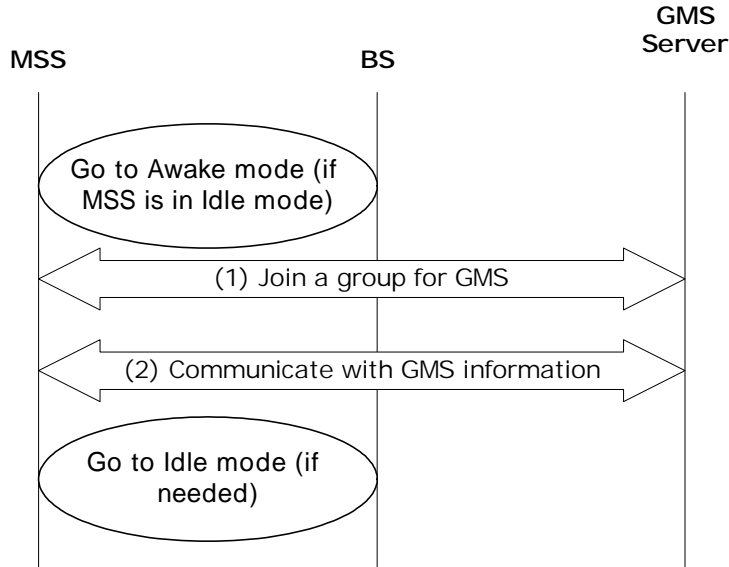 GMS
Server
MSS
BS
Go to Awake mode (if
MSS is in Idle mode)
(1) Join a group for GMS
(2) Communicate with GMS information
Go to Idle mode (if
needed)